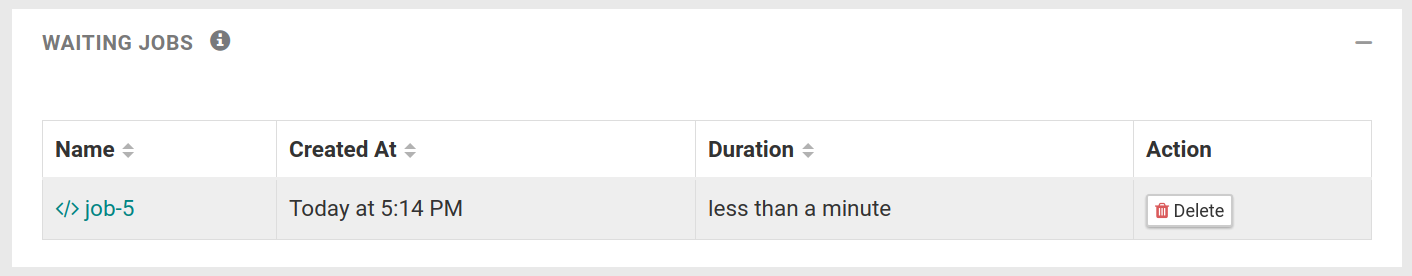 WAITING JOBS
Name Created At Duration Action
</> job-5 Today at 5:14 PM less than a minute Delete